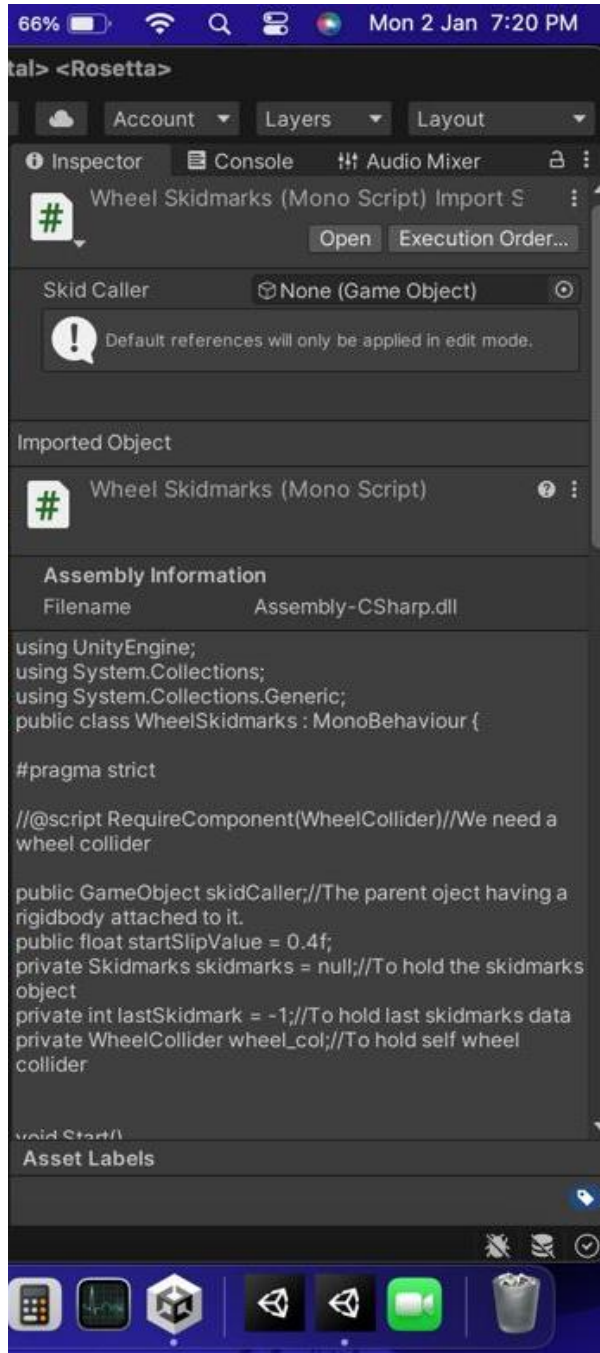 66% Mon 2 Jan 7:20 PM
tal> <Rosetta>
Account Layers Layout
Inspector Console Audio Mixer
Wheel Skidmarks (Mono Script) Import S
Open Execution Order...
Skid Caller None (Game Object)
Default references will only be applied in edit mode.
Imported Object
Wheel Skidmarks (Mono Script)
Assembly Information
Filename Assembly-CSharp.dll
using UnityEngine;
using System.Collections;
using System.Collections.Generic;
public class WheelSkidmarks : MonoBehaviour {
#pragma strict
//@script RequireComponent(WheelCollider)//We need a
wheel collider
public GameObject skidCaller;//The parent oject having a
rigidbody attached to it.
public float startSlipValue = 0.4f;
private Skidmarks skidmarks = null;//To hold the skidmarks
object
private int lastSkidmark = -1;//To hold last skidmarks data
private WheelCollider wheel_col;//To hold self wheel
collider
void Start()
Asset Labels